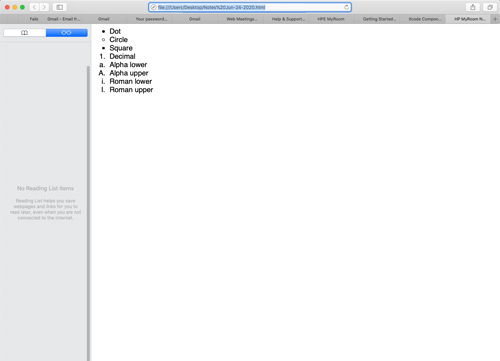 file:///Users/Desktop/Notes%20Jun-24-2020.html
Gmail - Email fr...
Gmail
Your password...
Gmail
Web Meetings...
Help & Support...
HPE MyRoom
Getting Started...
Xcode Compon...
HP MyRoom N...
• Dot
○ Circle
▪ Square
1. Decimal
a. Alpha lower
A. Alpha upper
i. Roman lower
I. Roman upper
No Reading List Items
Reading List helps you save
webpages and links for you to
read later, even when you are not
connected to the Internet.